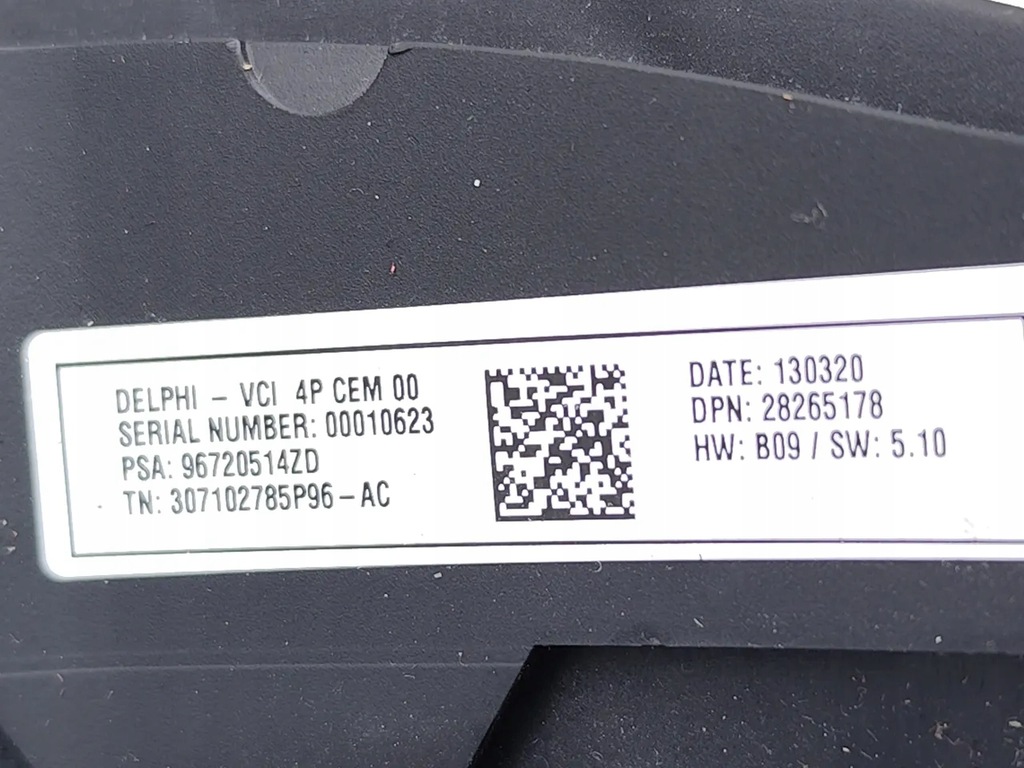 DELPHI - VCI 4P CEM 00
SERIAL NUMBER: 00010623
PSA: 96720514ZD
TN: 307102785P96-AC
DATE: 130320
DPN: 28265178
HW: B09 / SW: 5.10